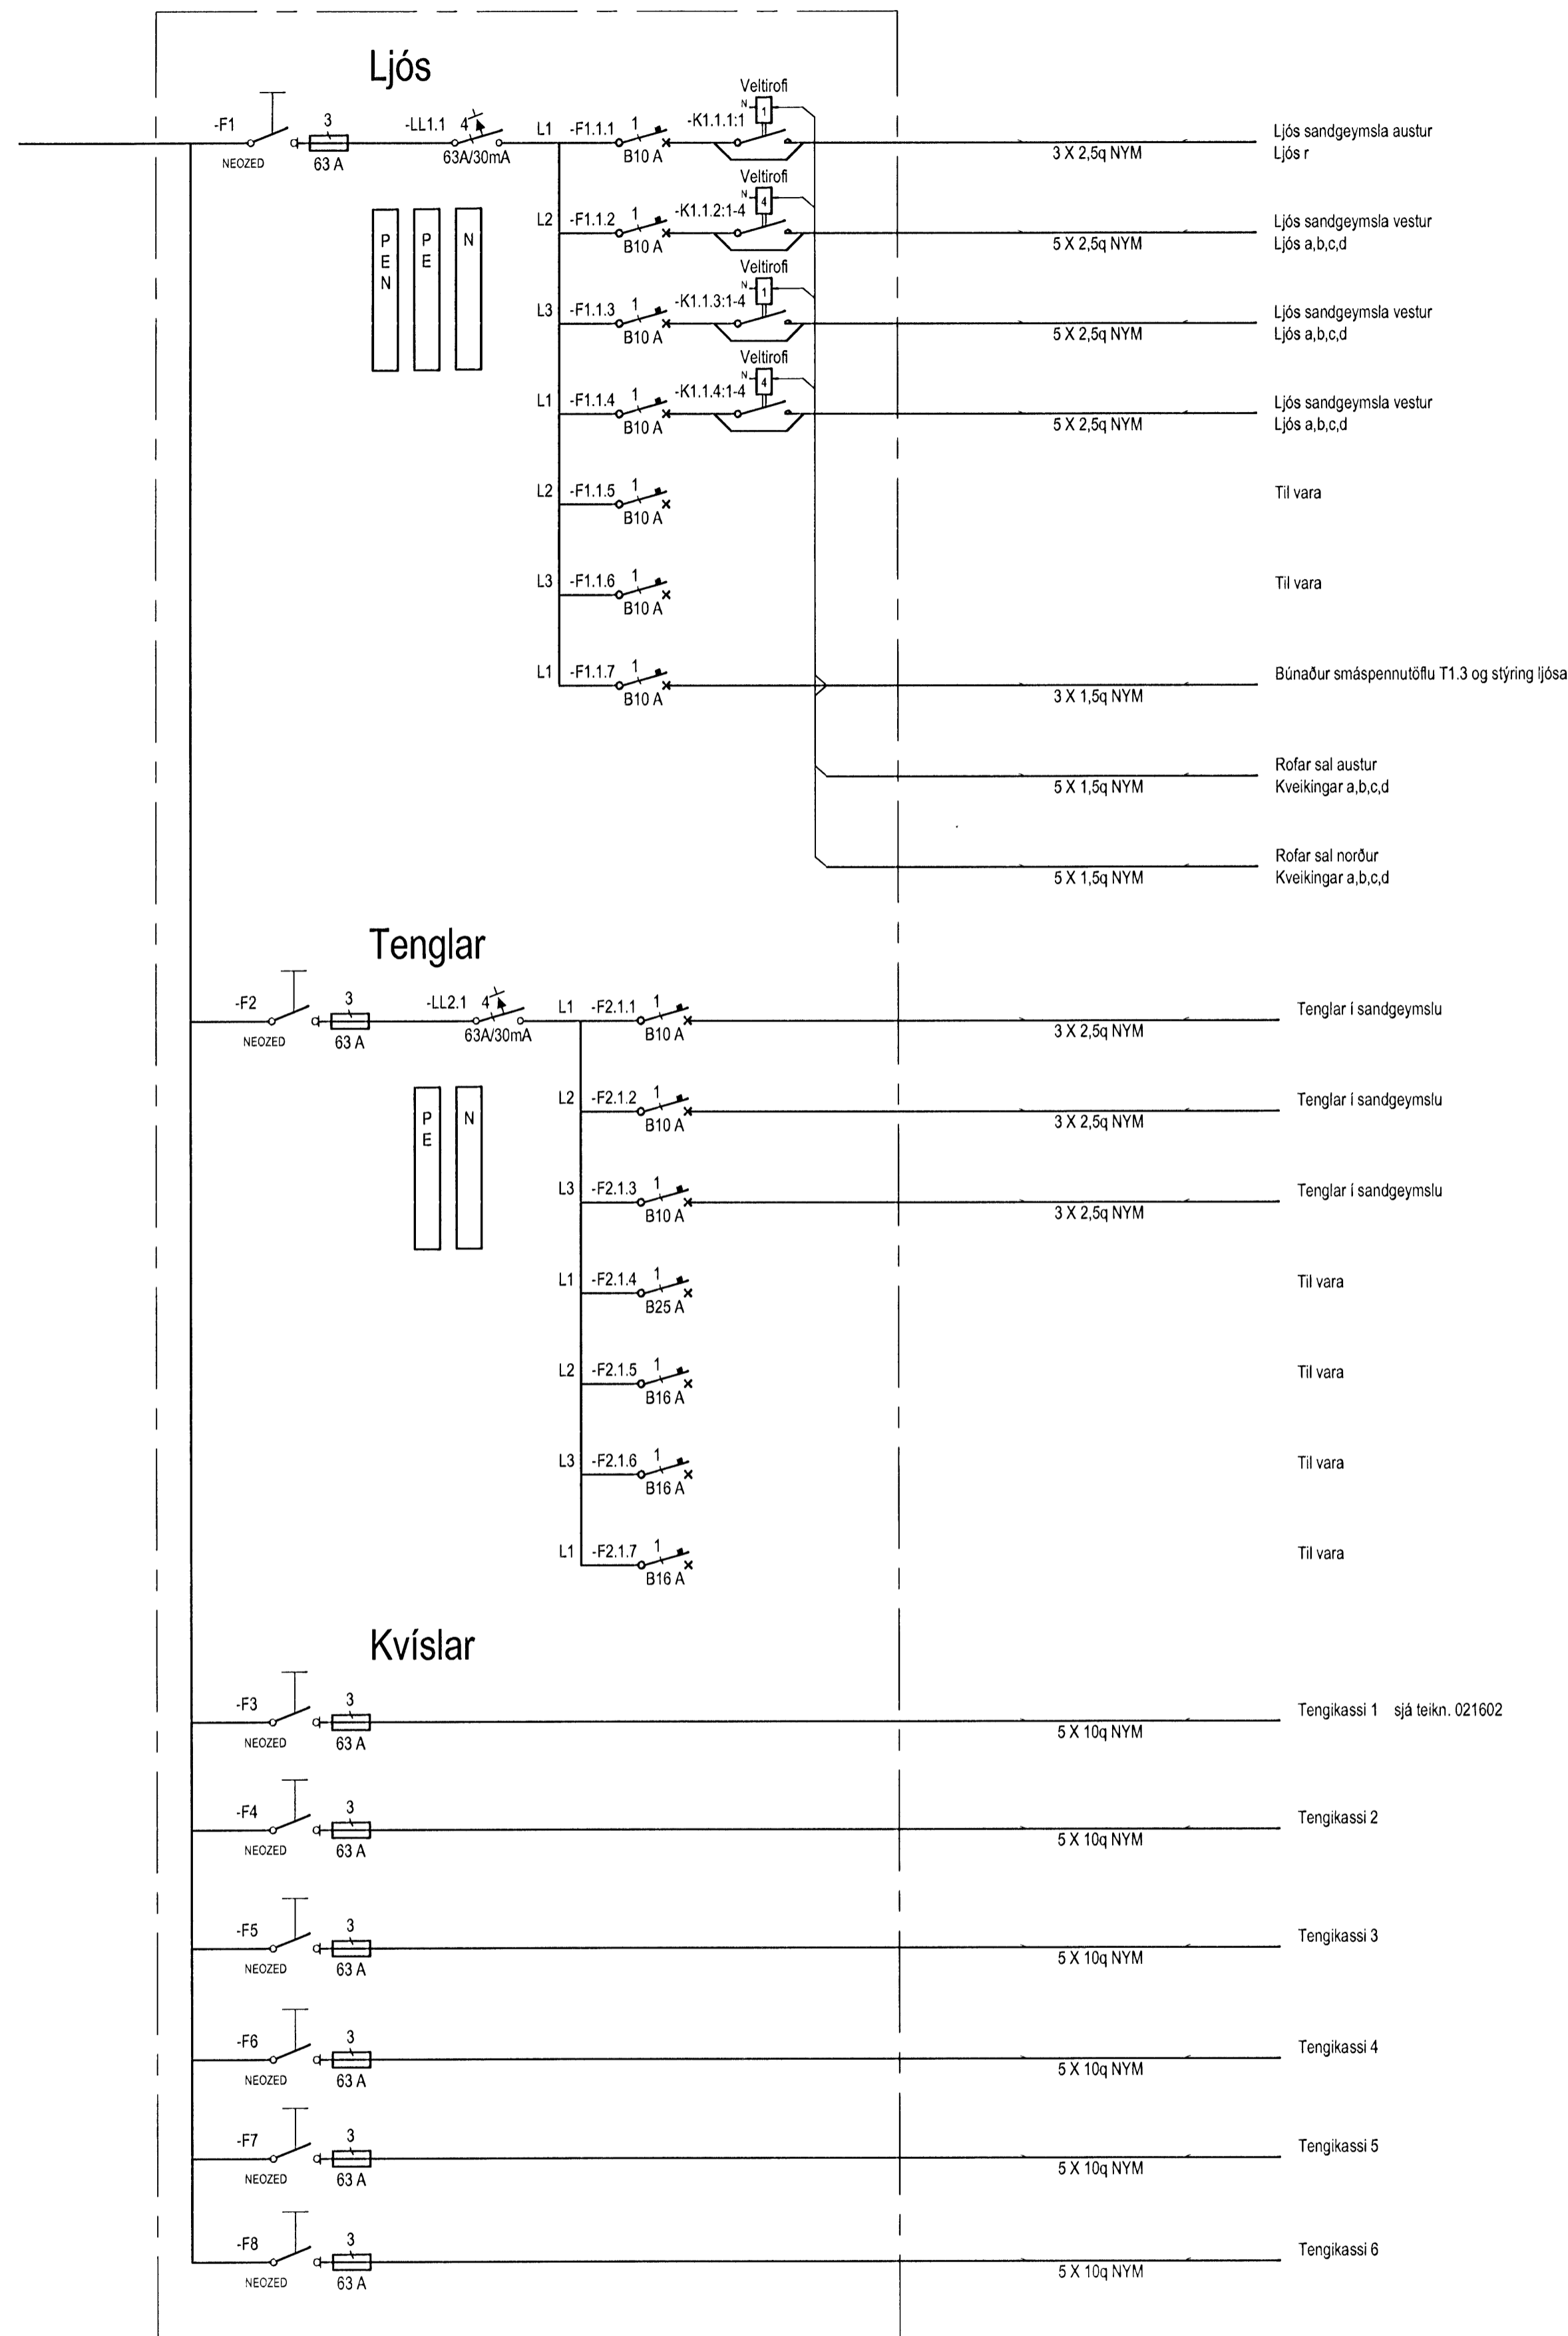 Ljós
-F1
NEOZED
3
63 A
-LL1.1
4
63A/30mA
L1 -F1.1.1
1
B10 A
-K1.1.1:1
Veltirofi
N
1
3 X 2,5q NYM
Ljós sandgeymsla austur
Ljós r
PEN
PE
N
L2 -F1.1.2
1
B10 A
-K1.1.2:1-4
Veltirofi
N
4
5 X 2,5q NYM
Ljós sandgeymsla vestur
Ljós a,b,c,d
L3 -F1.1.3
1
B10 A
-K1.1.3:1-4
Veltirofi
N
1
5 X 2,5q NYM
Ljós sandgeymsla vestur
Ljós a,b,c,d
L1 -F1.1.4
1
B10 A
-K1.1.4:1-4
Veltirofi
N
4
5 X 2,5q NYM
Ljós sandgeymsla vestur
Ljós a,b,c,d
L2 -F1.1.5
1
B10 A
Til vara
L3 -F1.1.6
1
B10 A
Til vara
L1 -F1.1.7
1
B10 A
3 X 1,5q NYM
Búnaður smáspennutöflu T1.3 og stýring ljósa
5 X 1,5q NYM
Rofar sal austur
Kveikingar a,b,c,d
5 X 1,5q NYM
Rofar sal norður
Kveikingar a,b,c,d
Tenglar
-F2
NEOZED
3
63 A
-LL2.1
4
63A/30mA
L1 -F2.1.1
1
B10 A
3 X 2,5q NYM
Tenglar í sandgeymslu
PE
N
L2 -F2.1.2
1
B10 A
3 X 2,5q NYM
Tenglar í sandgeymslu
L3 -F2.1.3
1
B10 A
3 X 2,5q NYM
Tenglar í sandgeymslu
L1 -F2.1.4
1
B25 A
Til vara
L2 -F2.1.5
1
B16 A
Til vara
L3 -F2.1.6
1
B16 A
Til vara
L1 -F2.1.7
1
B16 A
Til vara
Kvíslar
-F3
NEOZED
3
63 A
5 X 10q NYM
Tengikassi 1 sjá teikn. 021602
-F4
NEOZED
3
63 A
5 X 10q NYM
Tengikassi 2
-F5
NEOZED
3
63 A
5 X 10q NYM
Tengikassi 3
-F6
NEOZED
3
63 A
5 X 10q NYM
Tengikassi 4
-F7
NEOZED
3
63 A
5 X 10q NYM
Tengikassi 5
-F8
NEOZED
3
63 A
5 X 10q NYM
Tengikassi 6